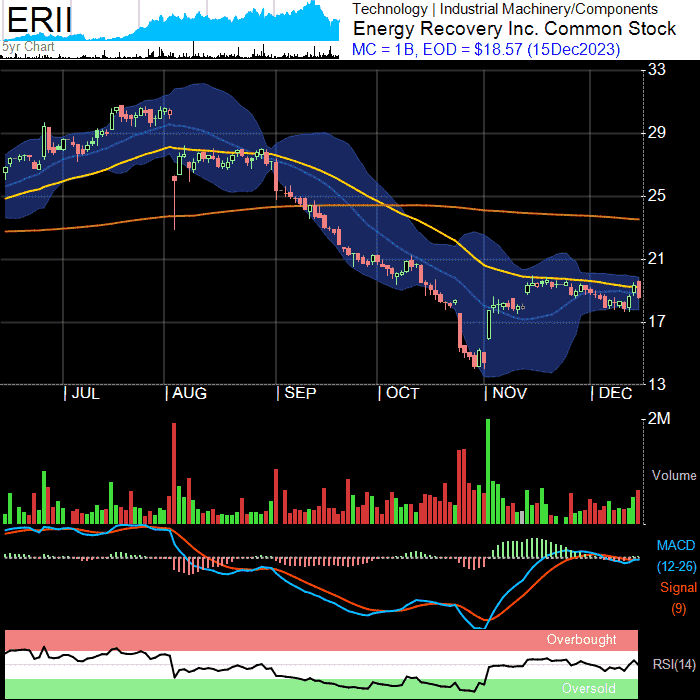 ERII
5yr Chart
Technology | Industrial Machinery/Components
Energy Recovery Inc. Common Stock
MC = 1B, EOD = $18.57 (15Dec2023)
33
29
25
21
17
13
| JUL | AUG | SEP | OCT | NOV | DEC
2M
Volume
MACD
(12-26)
Signal
(9)
Overbought
RSI(14)
Oversold